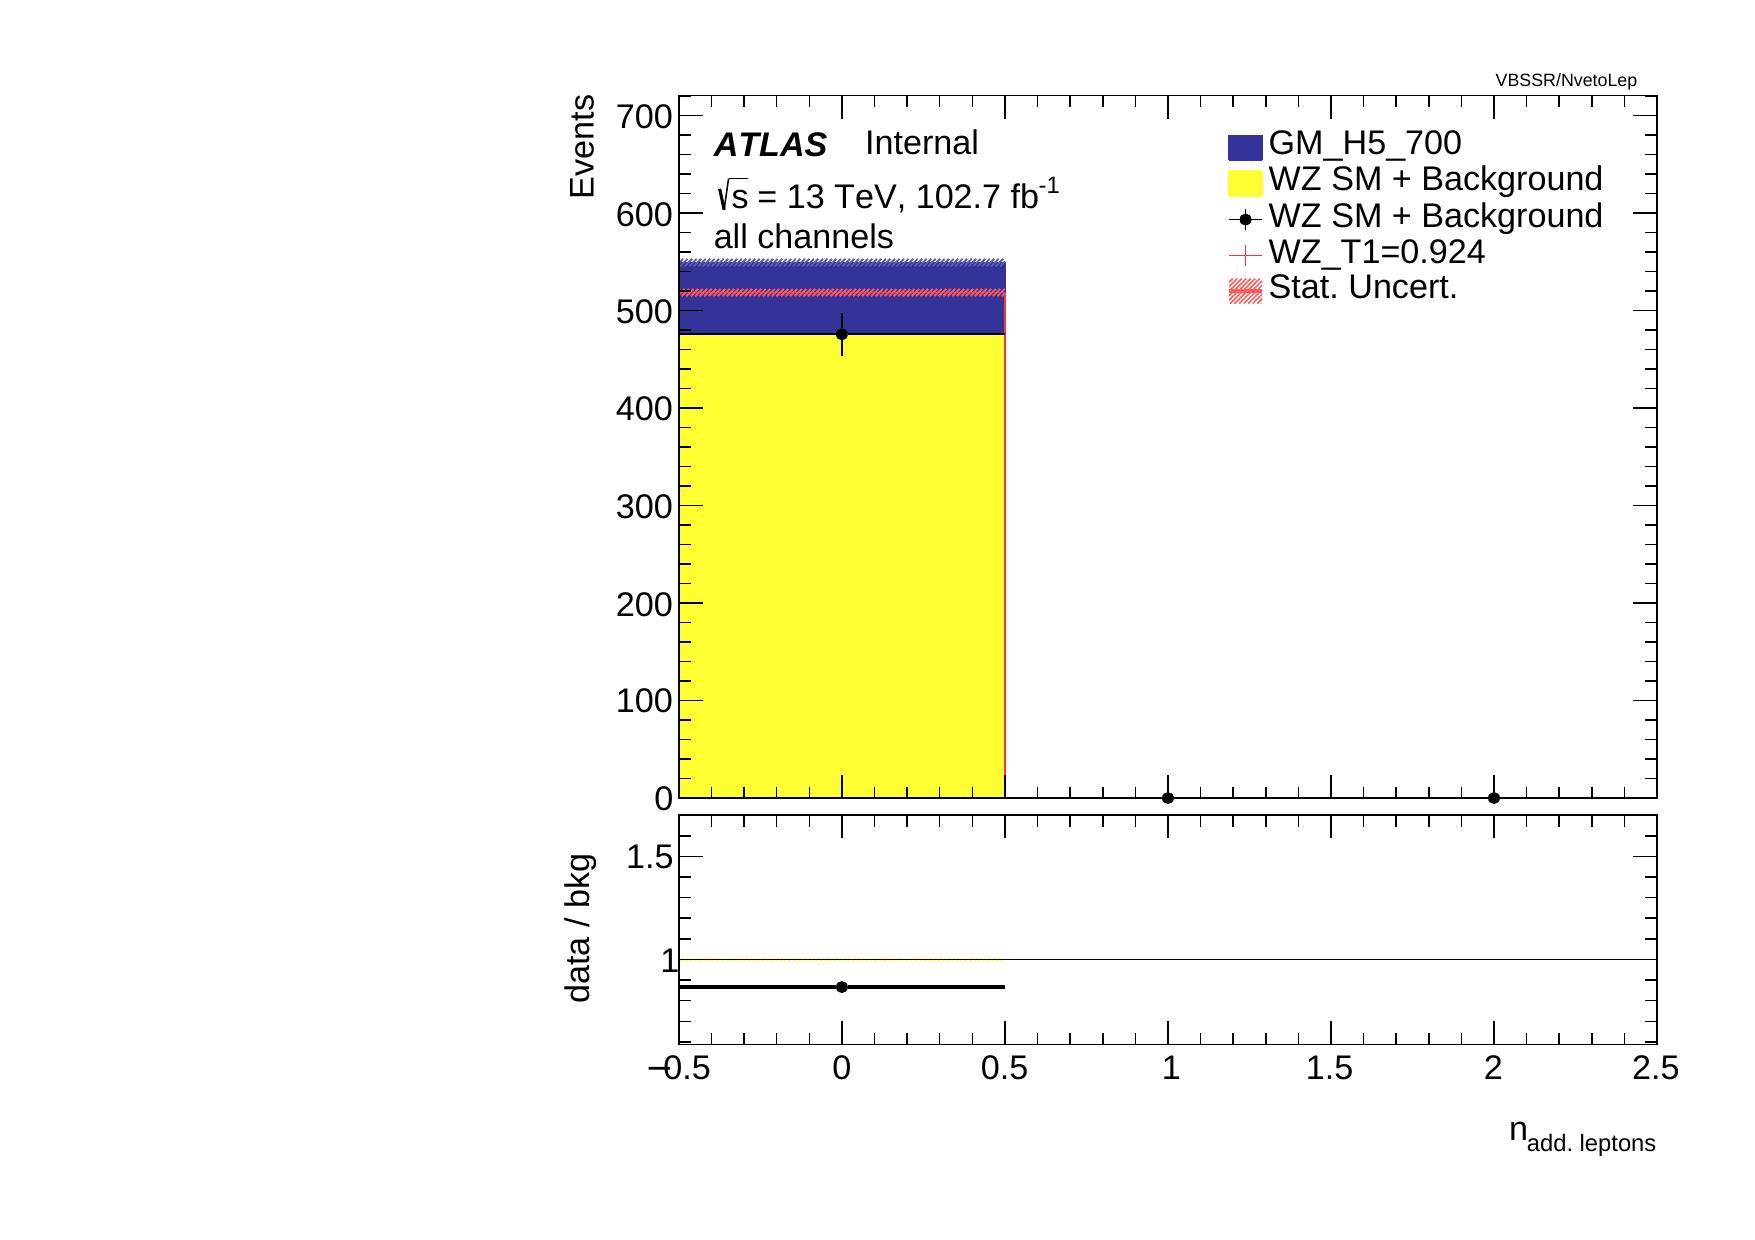 VBSSR/NvetoLep
Events
700
600
500
400
300
200
100
0
ATLAS Internal
√s = 13 TeV, 102.7 fb-1
all channels
GM_H5_700
WZ SM + Background
WZ SM + Background
WZ_T1=0.924
Stat. Uncert.
data / bkg
1.5
1
−0.5 0 0.5 1 1.5 2 2.5
nadd. leptons